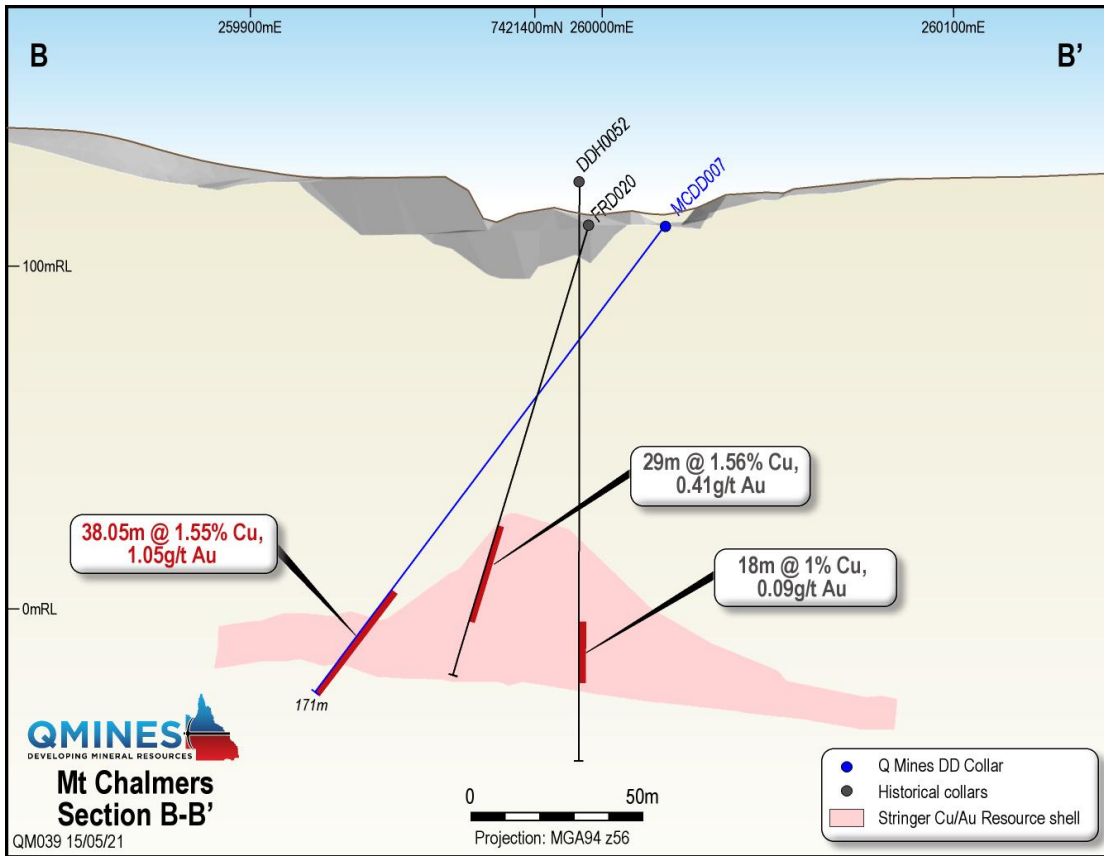 259900mE
7421400mN 260000mE
260100mE
B
B'
DDH0052
FRD020
MCDD007
100mRL
29m @ 1.56% Cu,
0.41g/t Au
38.05m @ 1.55% Cu,
1.05g/t Au
18m @ 1% Cu,
0.09g/t Au
0mRL
171m
QMINES
DEVELOPING MINERAL RESOURCES
Mt Chalmers
Section B-B'
QM039 15/05/21
0
50m
Projection: MGA94 z56
Q Mines DD Collar
Historical collars
Stringer Cu/Au Resource shell